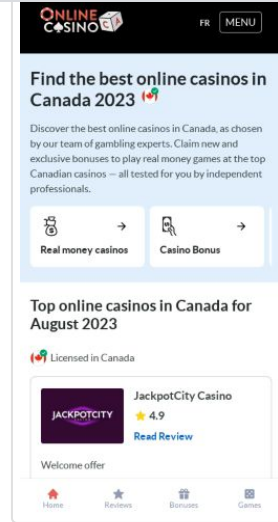 ONLINE
CASINO
FR
MENU
Find the best online casinos in
Canada 2023
Discover the best online casinos in Canada, as chosen
by our team of gambling experts. Claim new and
exclusive bonuses to play real money games at the top
Canadian casinos — all tested for you by independent
professionals.
Real money casinos
Casino Bonus
Top online casinos in Canada for
August 2023
Licensed in Canada
JACKPOTCITY
JackpotCity Casino
4.9
Read Review
Welcome offer
Home
Reviews
Bonuses
Games